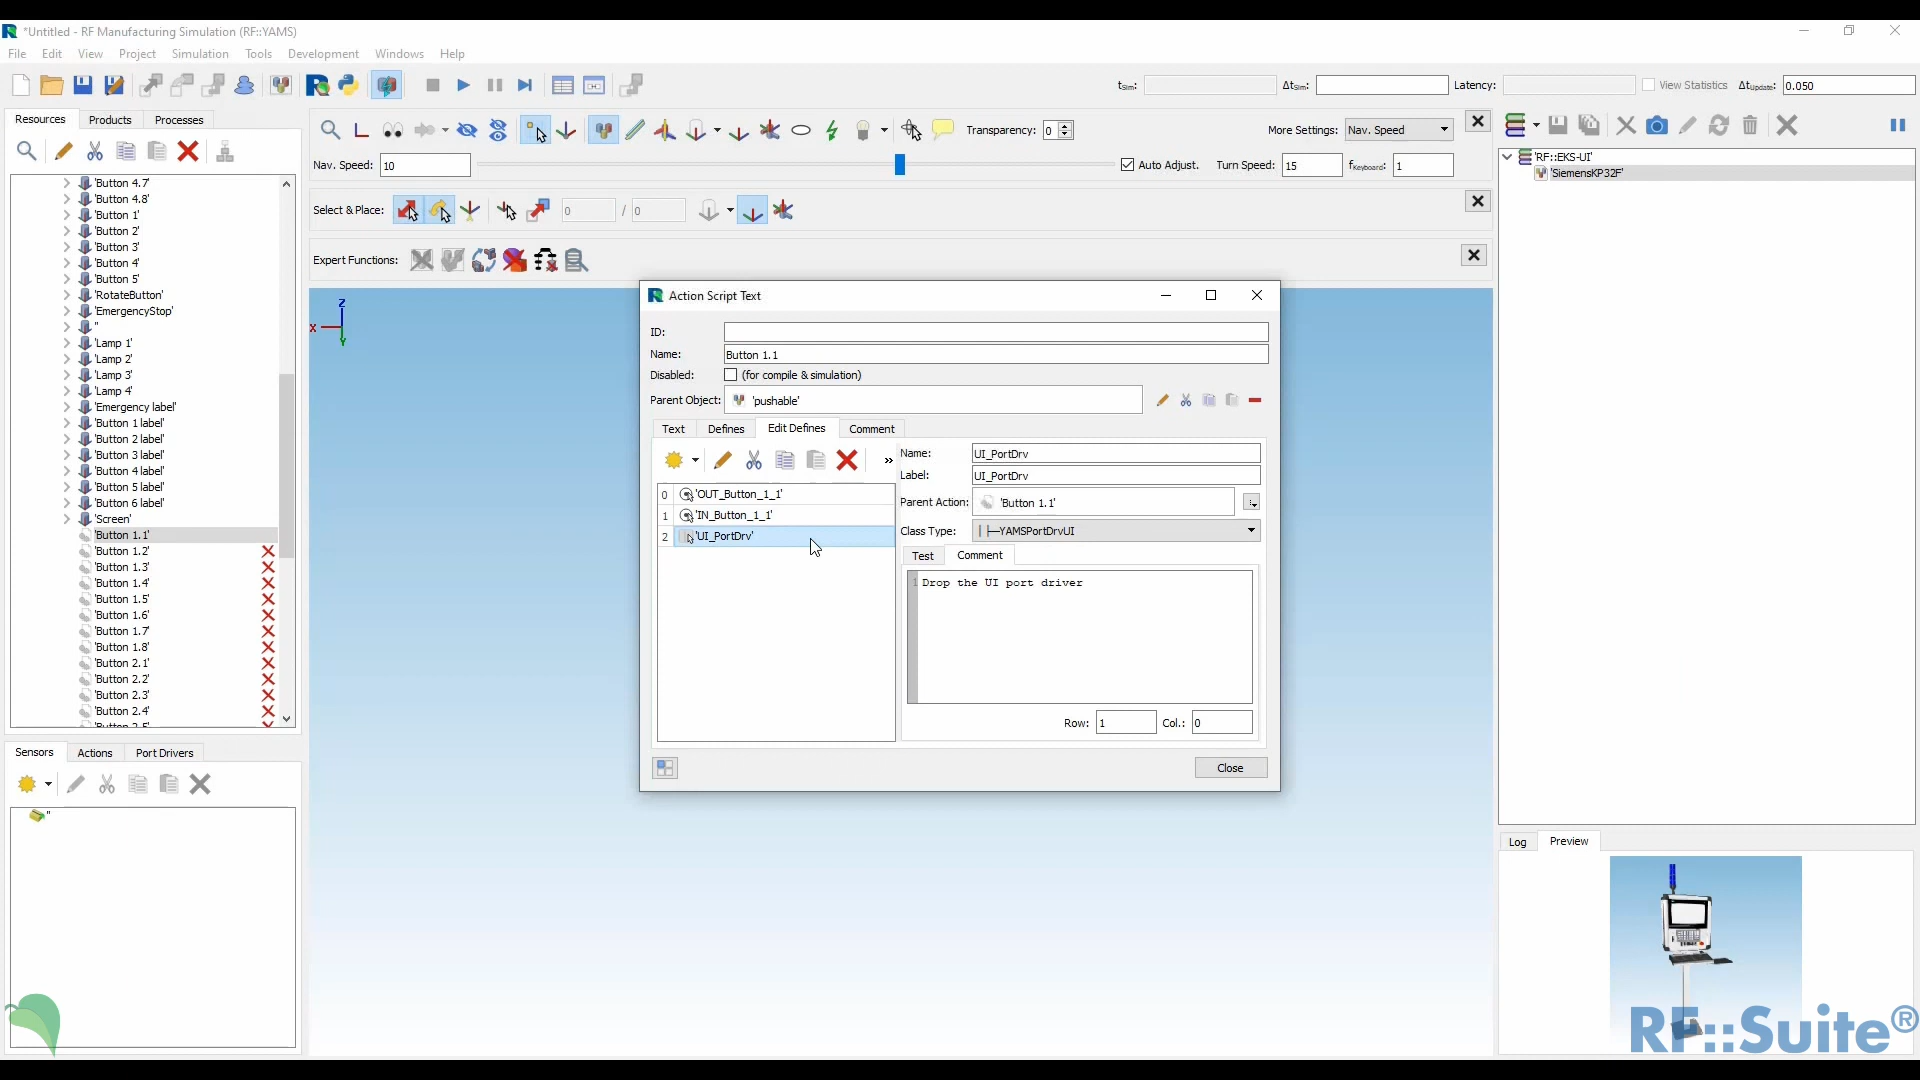 *Untitled - RF Manufacturing Simulation (RF::YAMS)
File Edit View Project Simulation Tools Development Windows Help
tSim: ΔtSim: Latency: View Statistics ΔtUpdate: 0.050
Resources Products Processes
Transparency: 0 More Settings: Nav. Speed
Nav. Speed: 10 Auto Adjust. Turn Speed: 15 fKeyboard: 1
Select & Place: 0 / 0
Expert Functions:
'Button 4.7'
'Button 4.8'
'Button 1'
'Button 2'
'Button 3'
'Button 4'
'Button 5'
'RotateButton'
'EmergencyStop'
''
'Lamp 1'
'Lamp 2'
'Lamp 3'
'Lamp 4'
'Emergency label'
'Button 1 label'
'Button 2 label'
'Button 3 label'
'Button 4 label'
'Button 5 label'
'Button 6 label'
'Screen'
'Button 1.1'
'Button 1.2'
'Button 1.3'
'Button 1.4'
'Button 1.5'
'Button 1.6'
'Button 1.7'
'Button 1.8'
'Button 2.1'
'Button 2.2'
'Button 2.3'
'Button 2.4'
'Button 2.5'
Sensors Actions Port Drivers
''
Z
X
Y
Action Script Text
ID:
Name: Button 1.1
Disabled: (for compile & simulation)
Parent Object: 'pushable'
Text Defines Edit Defines Comment
»
0 'OUT_Button_1_1'
1 'IN_Button_1_1'
2 'UI_PortDrv'
Name: UI_PortDrv
Label: UI_PortDrv
Parent Action: 'Button 1.1'
Class Type: | ├─YAMSPortDrvUI
Test Comment
1 Drop the UI port driver
Row: 1 Col.: 0
Close
'RF::EKS-UI'
'SiemensKP32F'
Log Preview
RF::Suite®